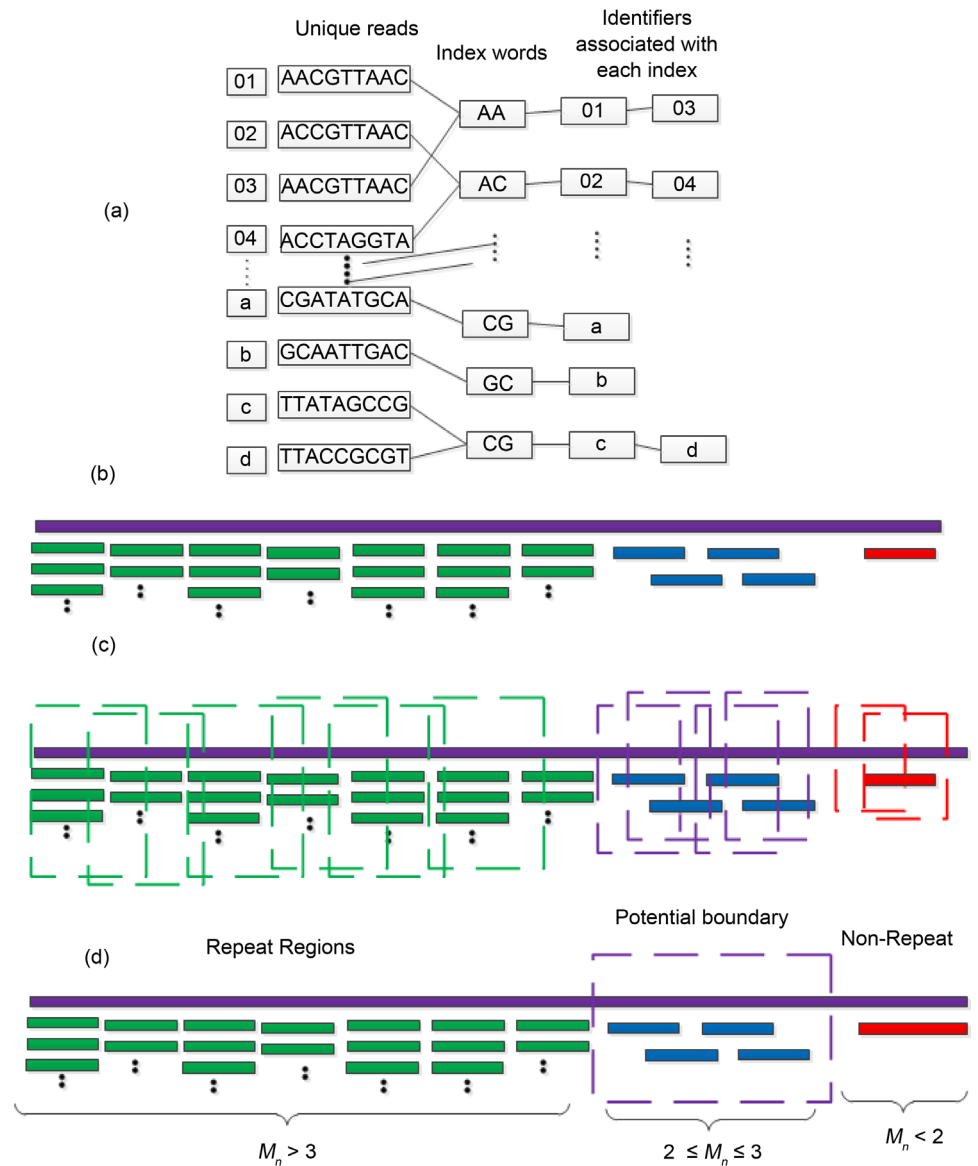 Unique reads
Index words
Identifiers
associated with
each index
01 AACGTTAAC AA 01 03
02 ACCGTTAAC
03 AACGTTAAC AC 02 04
(a)
04 ACCTAGGTA
a CGATATGCA CG a
b GCAATTGAC GC b
c TTATAGCCG CG c d
d TTACCGCGT
(b)
(c)
(d)
Repeat Regions
Potential boundary
Non-Repeat
Mn > 3
2 ≤ Mn ≤ 3
Mn < 2